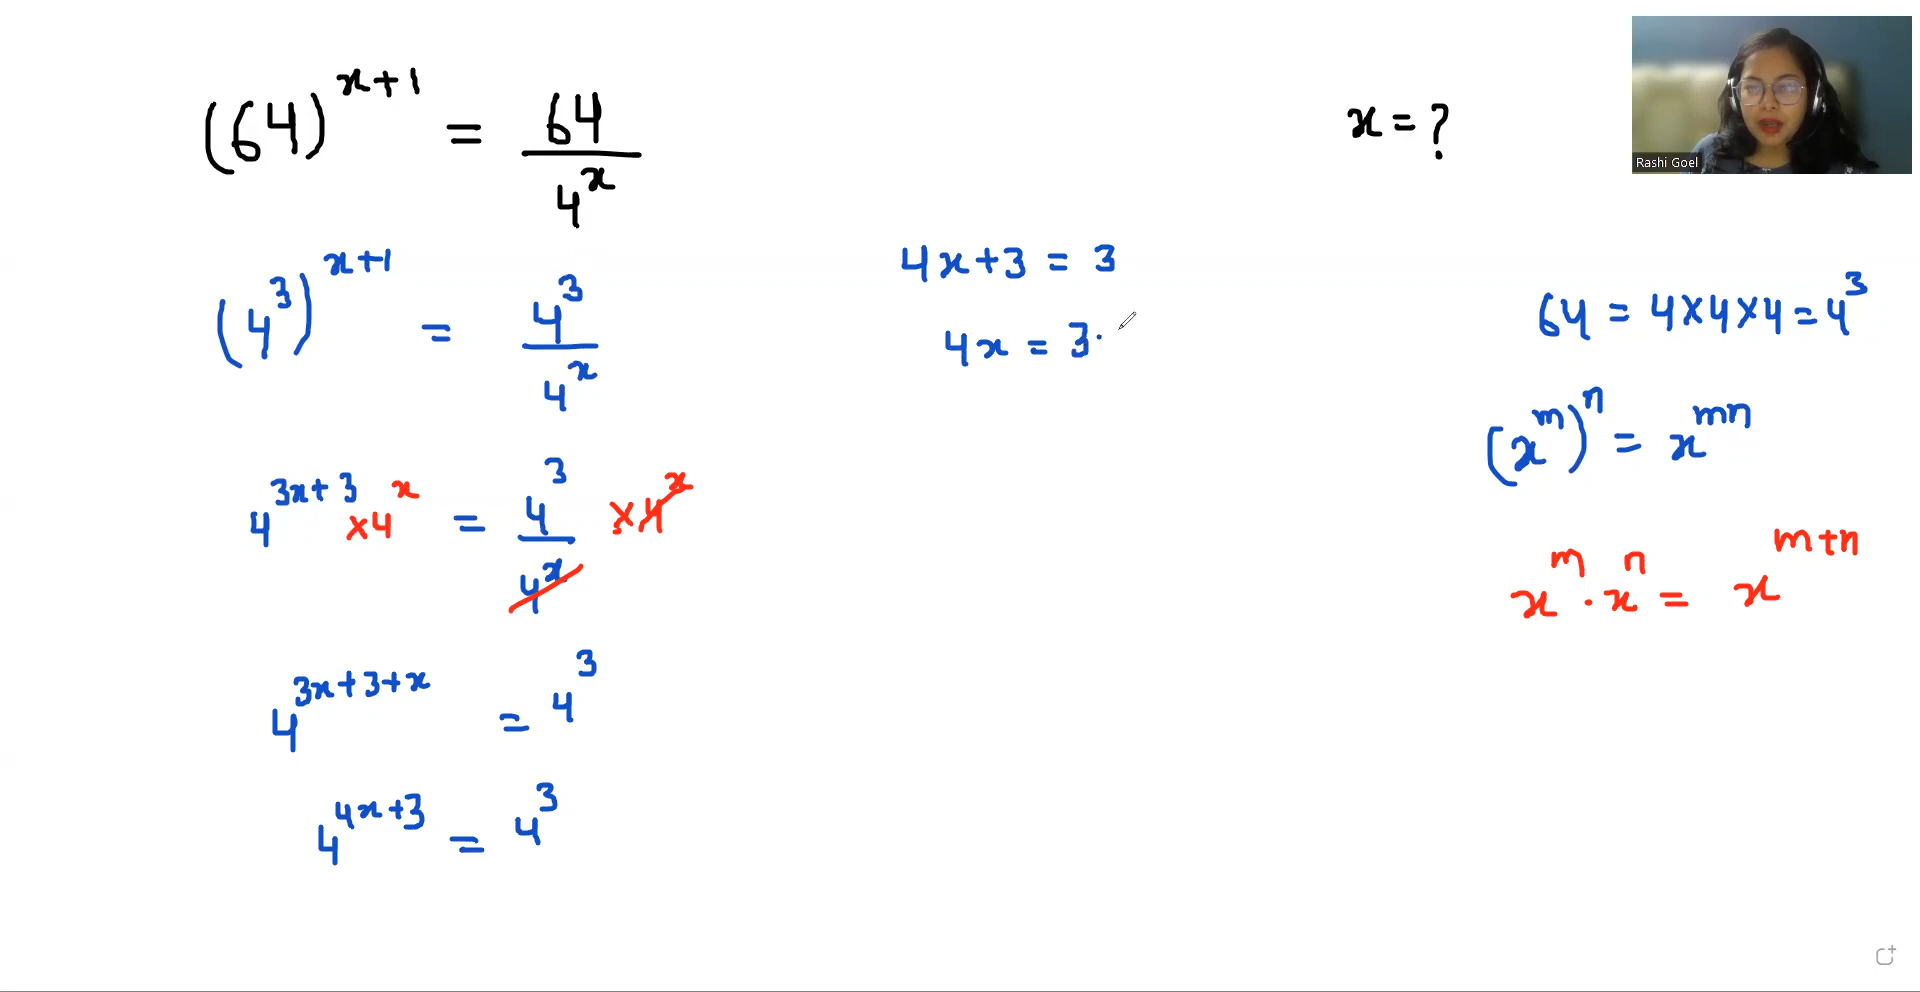 (64)^{x+1} = 64/4^x
x = ?
Rashi Goel
(4^3)^{x+1} = 4^3/4^x
4^{3x+3} × 4^x = 4^3/4^x × 4^x
4^{3x+3+x} = 4^3
4^{4x+3} = 4^3
4x+3 = 3
4x = 3 ·
64 = 4×4×4 = 4^3
(x^m)^n = x^{mn}
x^m · x^n = x^{m+n}